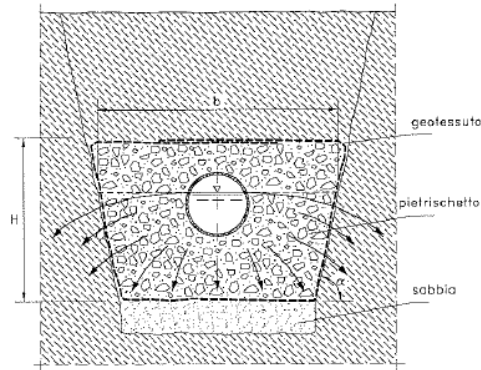 b
geotessuto
H
pietrischetto
α
sabbia